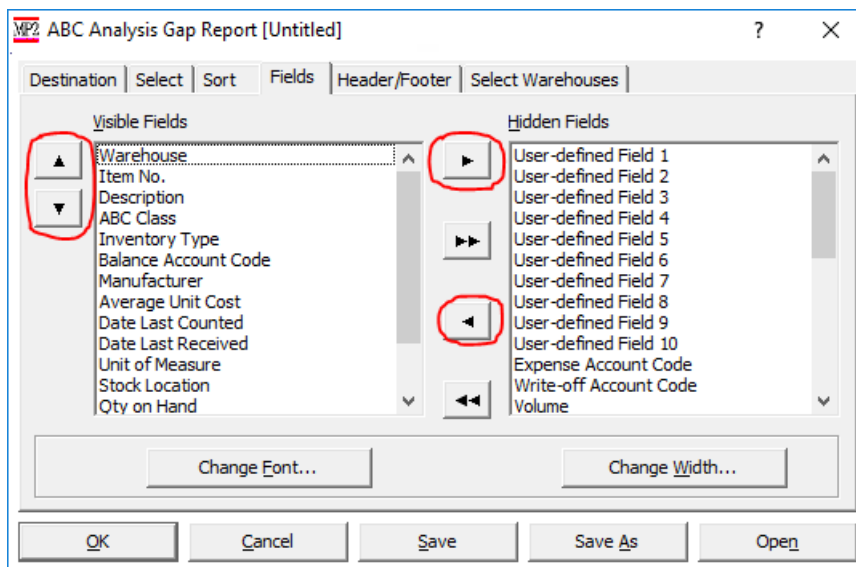 MP2 ABC Analysis Gap Report [Untitled] ?
Destination Select Sort Fields Header/Footer Select Warehouses
Visible Fields
Warehouse
Item No.
Description
ABC Class
Inventory Type
Balance Account Code
Manufacturer
Average Unit Cost
Date Last Counted
Date Last Received
Unit of Measure
Stock Location
Qty on Hand
Hidden Fields
User-defined Field 1
User-defined Field 2
User-defined Field 3
User-defined Field 4
User-defined Field 5
User-defined Field 6
User-defined Field 7
User-defined Field 8
User-defined Field 9
User-defined Field 10
Expense Account Code
Write-off Account Code
Volume
Change Font... Change Width...
OK Cancel Save Save As Open